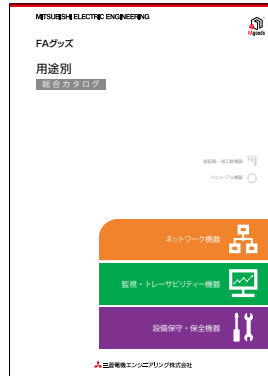 MITSUBISHI ELECTRIC ENGINEERING
FAgoods
FAグッズ
用途別
総合カタログ
省配線・省工数機器
リニューアル機器
ネットワーク機器
監視・トレーサビリティー機器
設備保守・保全機器
三菱電機エンジニアリング株式会社